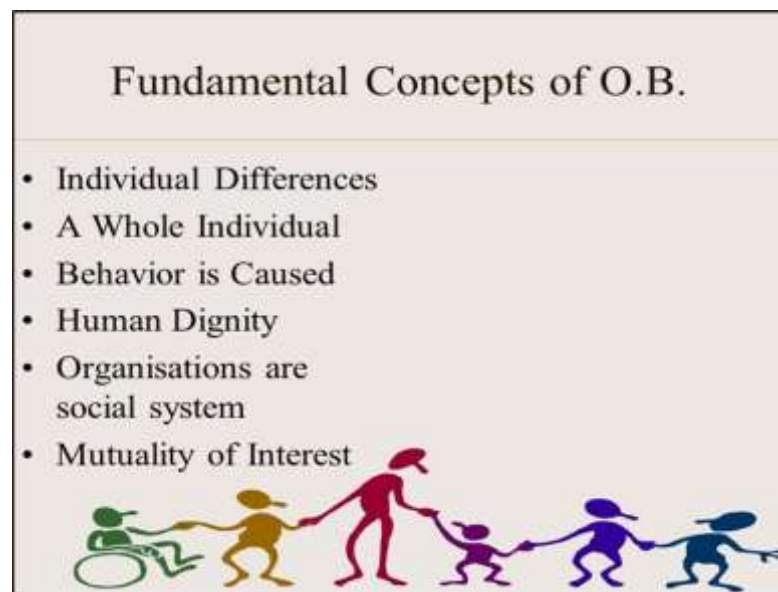 Fundamental Concepts of O.B.
• Individual Differences
• A Whole Individual
• Behavior is Caused
• Human Dignity
• Organisations are
social system
• Mutuality of Interest